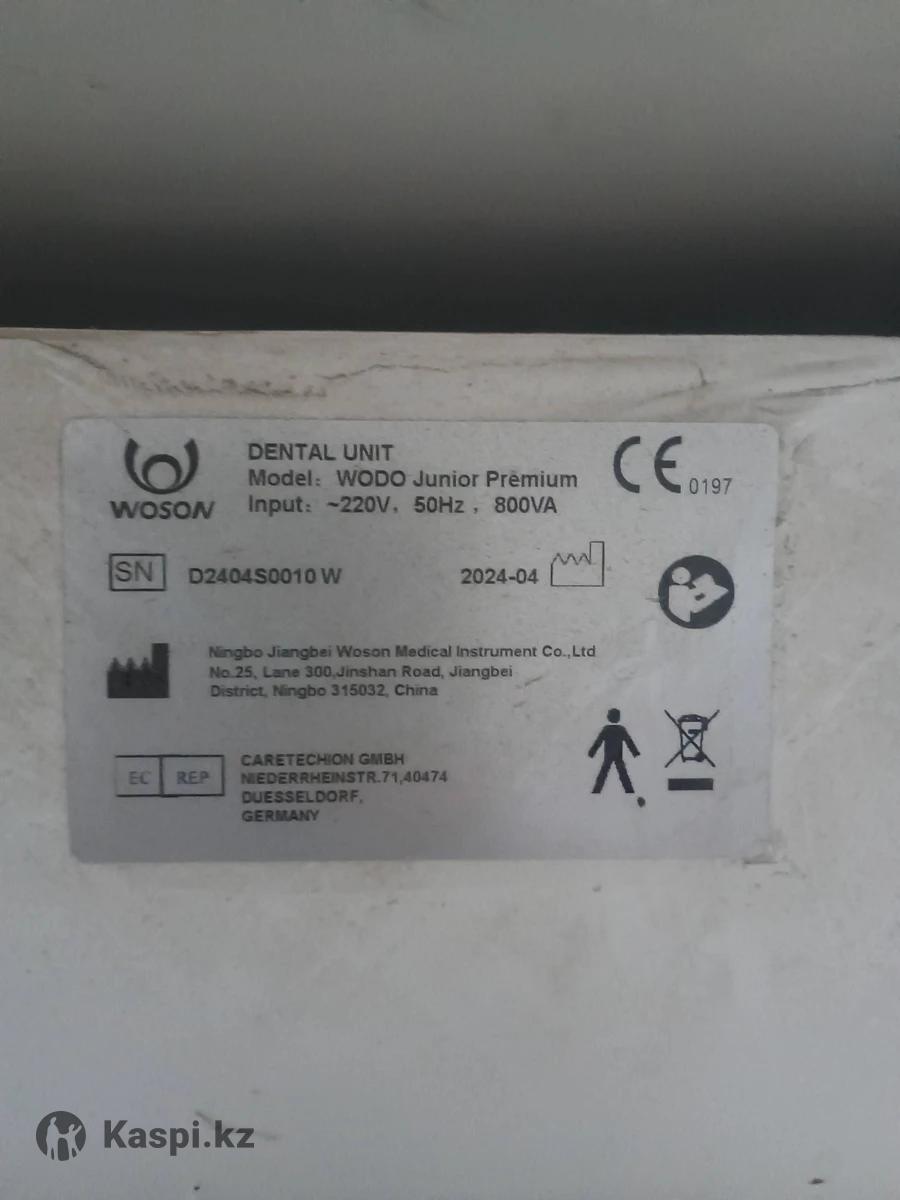 WOSON
DENTAL UNIT
Model: WODO Junior Premium
Input: ~220V, 50Hz , 800VA
CE 0197
SN D2404S0010 W
2024-04
Ningbo Jiangbei Woson Medical Instrument Co.,Ltd
No.25, Lane 300,Jinshan Road, Jiangbei
District, Ningbo 315032, China
EC REP
CARETECHION GMBH
NIEDERRHEINSTR.71,40474
DUESSELDORF,
GERMANY
Kaspi.kz